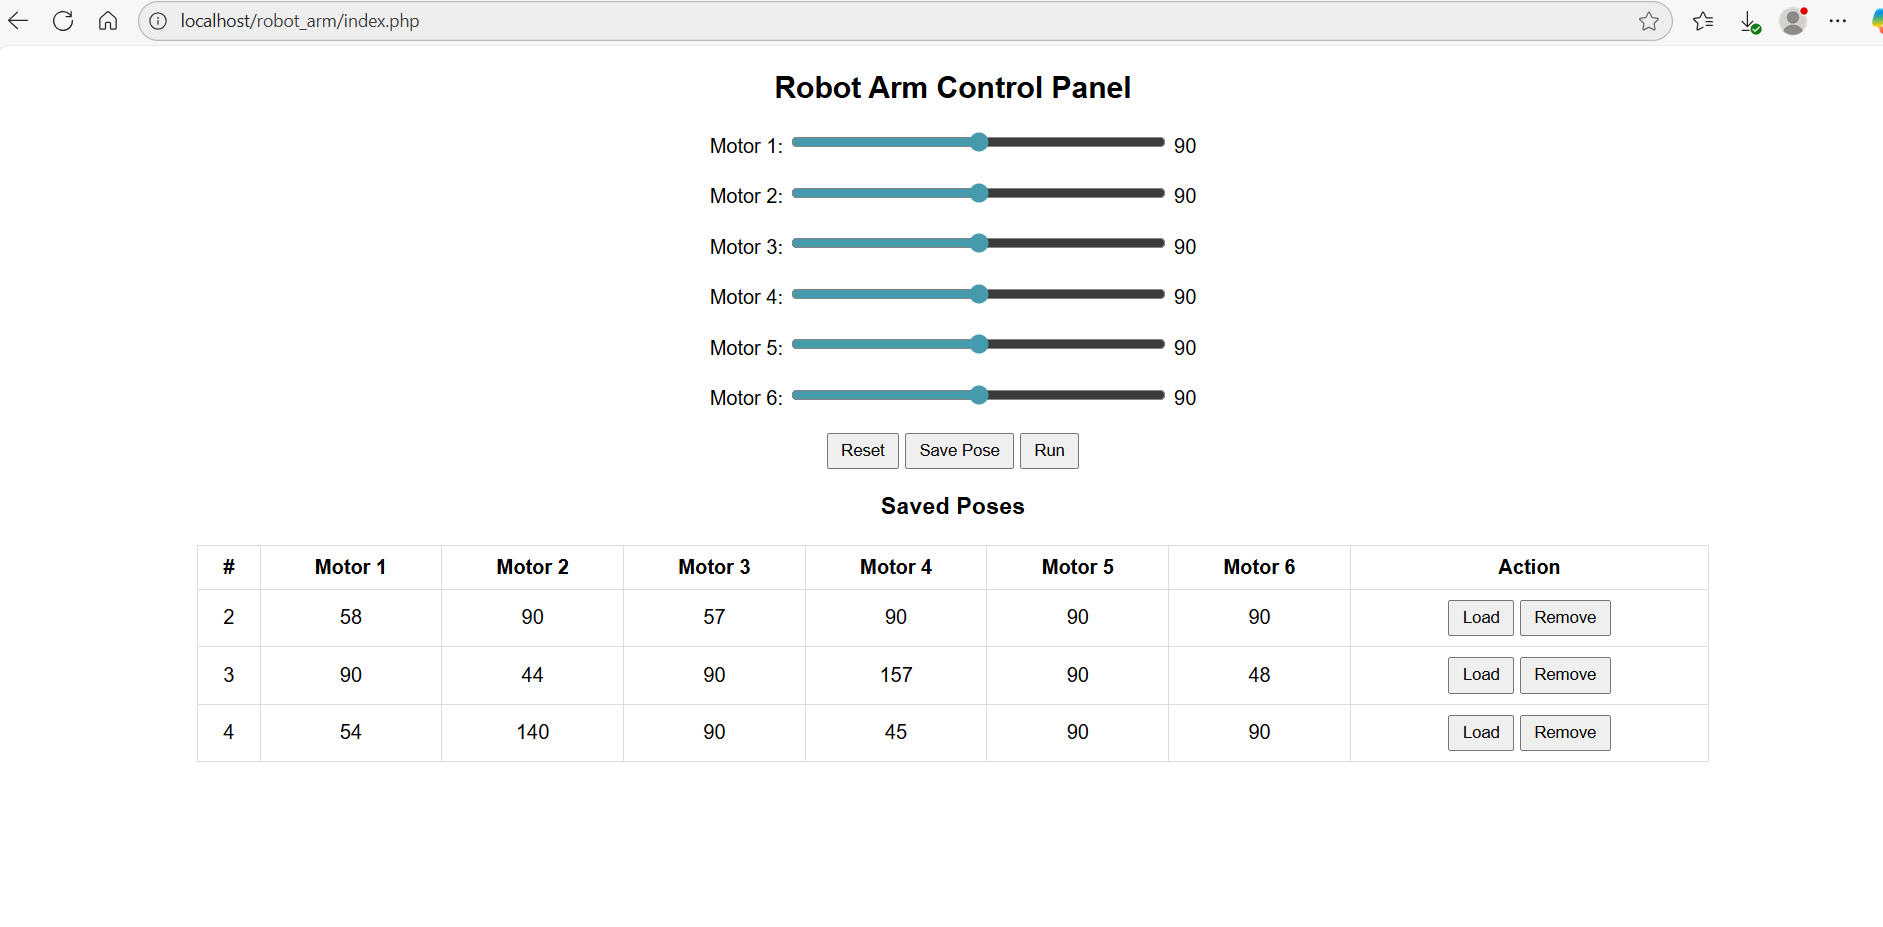 localhost/robot_arm/index.php
Robot Arm Control Panel
Motor 1: 90
Motor 2: 90
Motor 3: 90
Motor 4: 90
Motor 5: 90
Motor 6: 90
Reset Save Pose Run
Saved Poses
# Motor 1 Motor 2 Motor 3 Motor 4 Motor 5 Motor 6 Action
2 58 90 57 90 90 90 Load Remove
3 90 44 90 157 90 48 Load Remove
4 54 140 90 45 90 90 Load Remove